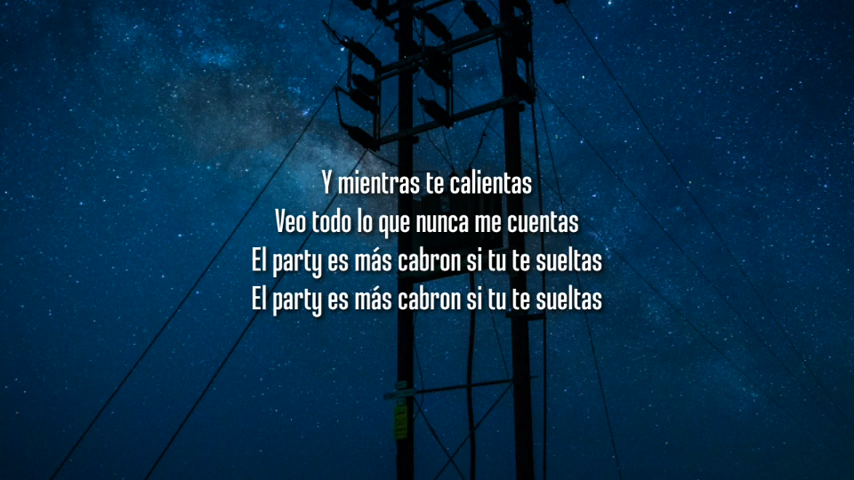 Y mientras te calientas
Veo todo lo que nunca me cuentas
El party es más cabron si tu te sueltas
El party es más cabron si tu te sueltas